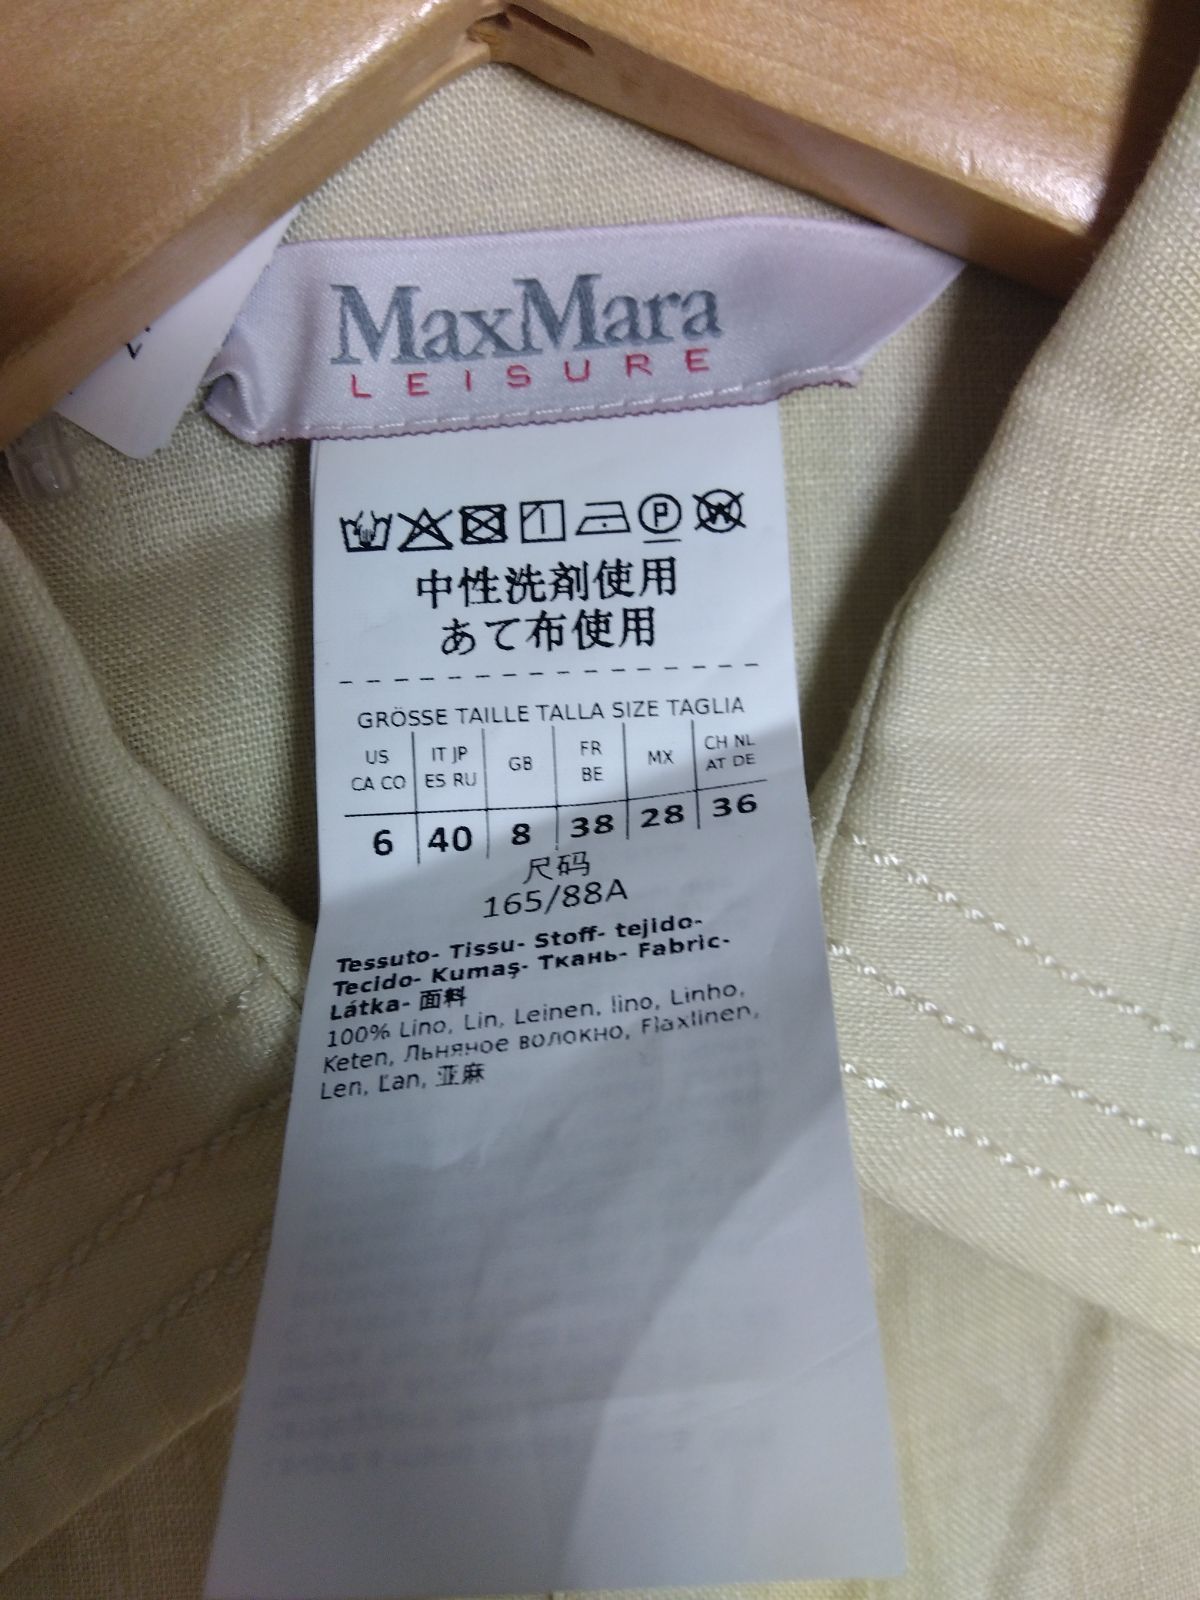 MaxMara
LEISURE
中性洗剤使用
あて布使用
GRÖSSE TAILLE TALLA SIZE TAGLIA
US CA CO | IT JP ES RU | GB | FR BE | MX | CH NL AT DE
6 | 40 | 8 | 38 | 28 | 36
尺码
165/88A
Tessuto- Tissu- Stoff- tejido-
Tecido- Kumaş- Ткань- Fabric-
Látka- 面料
100% Lino, Lin, Leinen, lino, Linho,
Keten, Льняное волокно, Flaxlinen,
Len, Ľan, 亚麻